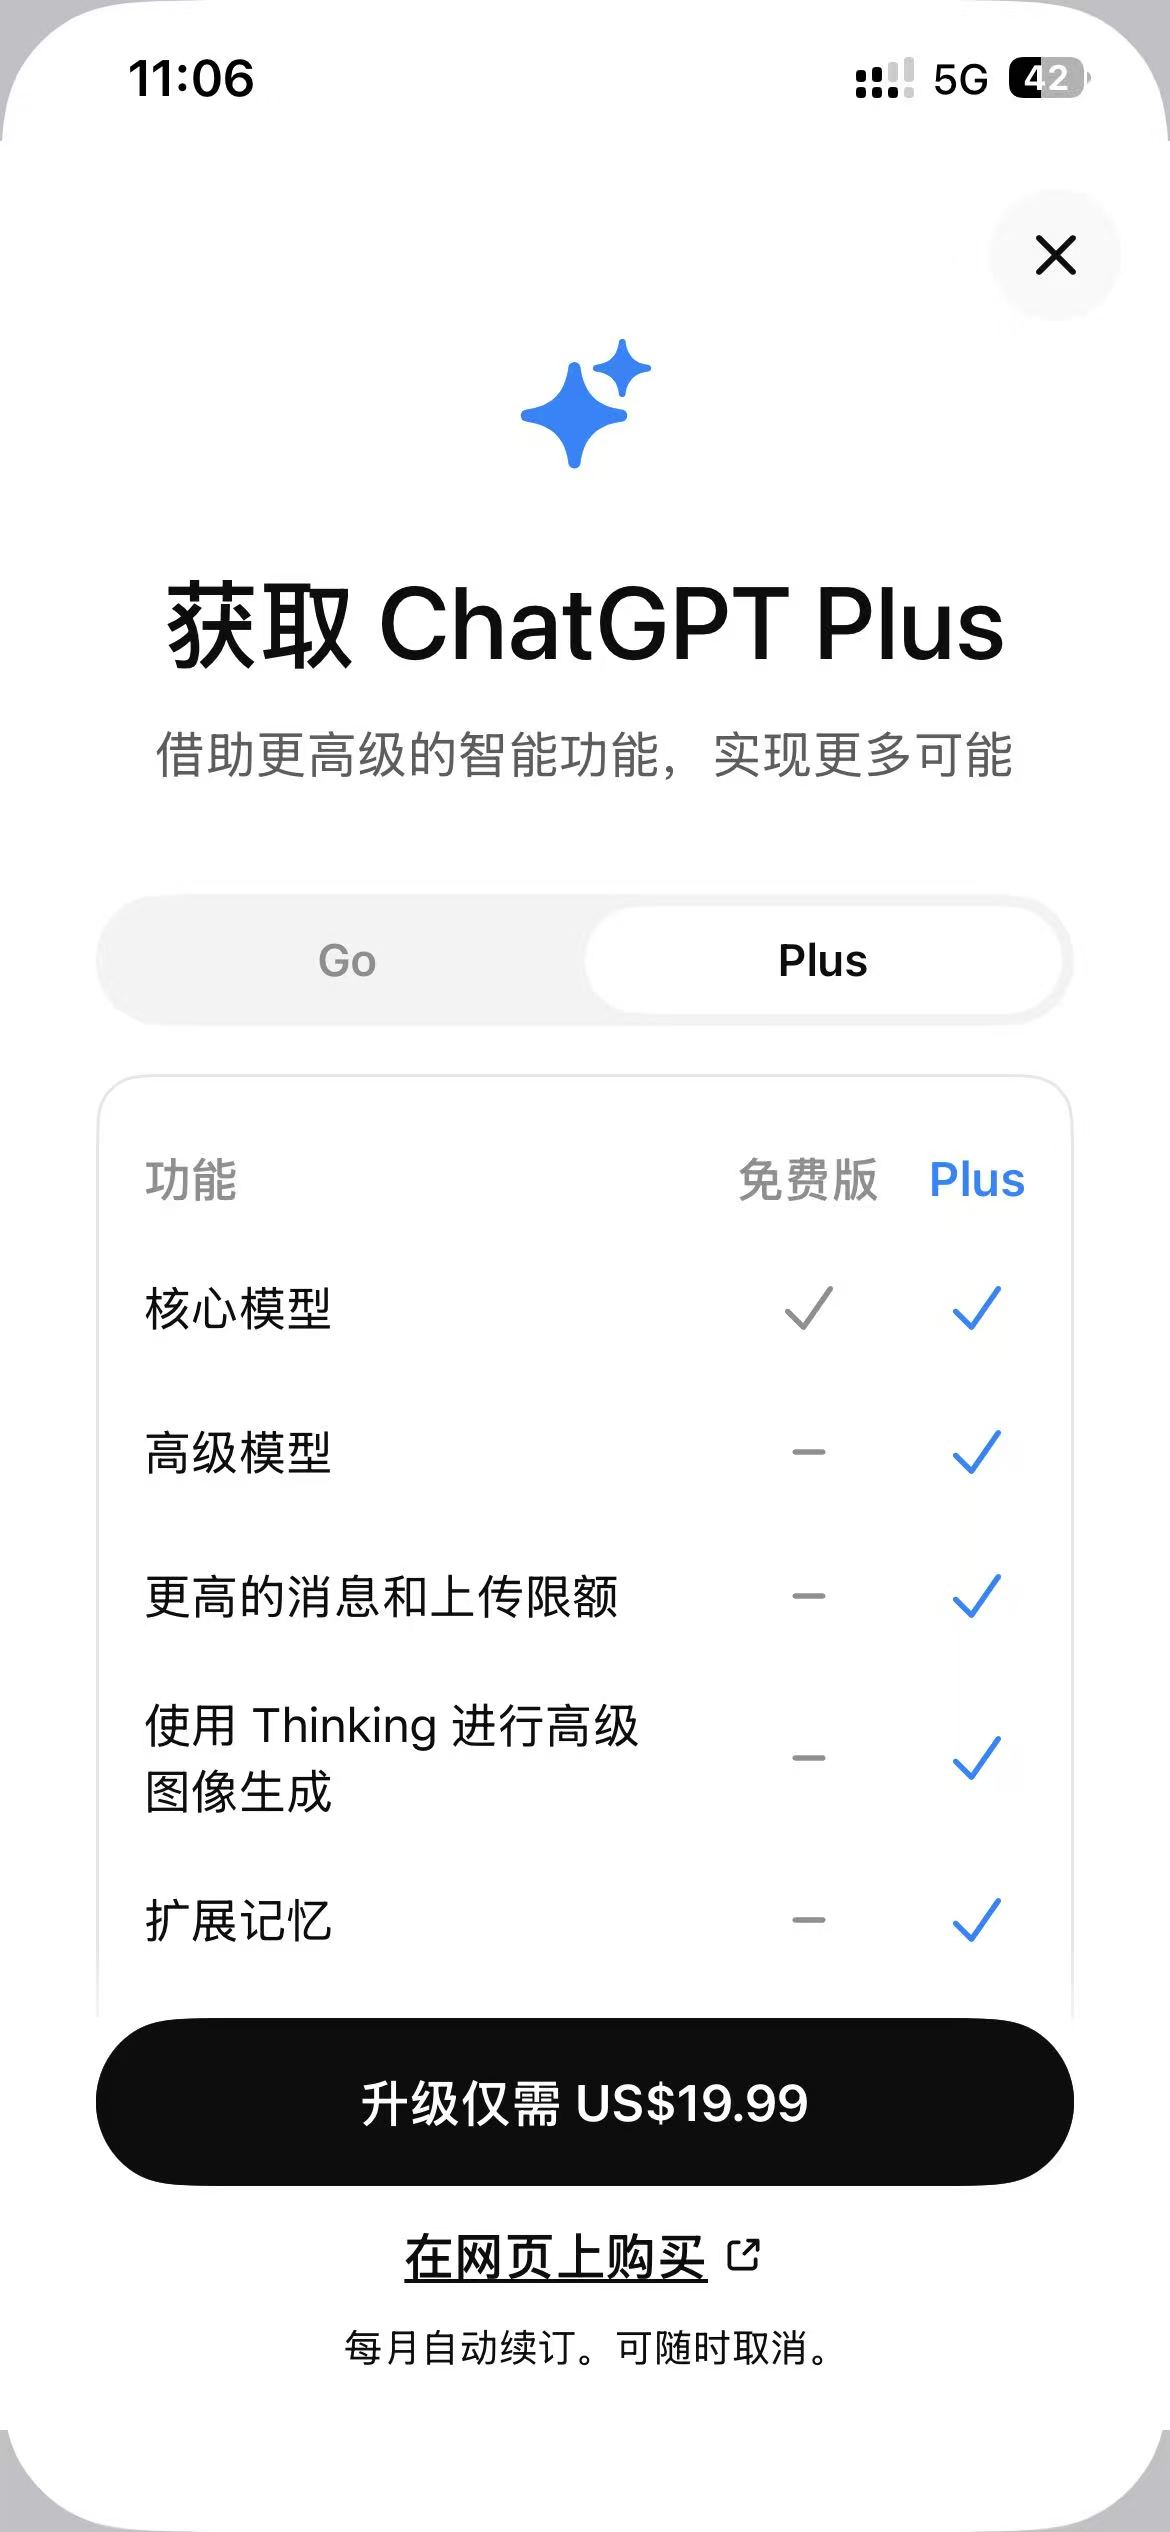 11:06
5G 42
获取 ChatGPT Plus
借助更高级的智能功能，实现更多可能
Go Plus
功能 免费版 Plus
核心模型
高级模型
更高的消息和上传限额
使用 Thinking 进行高级
图像生成
扩展记忆
升级仅需 US$19.99
在网页上购买
每月自动续订。可随时取消。